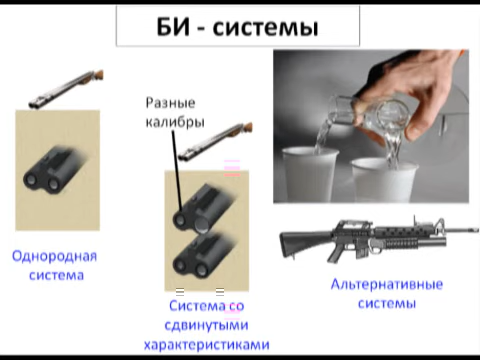 БИ - системы
Разные
калибры
Однородная
система
Система со
сдвинутыми
характеристиками
Альтернативные
системы